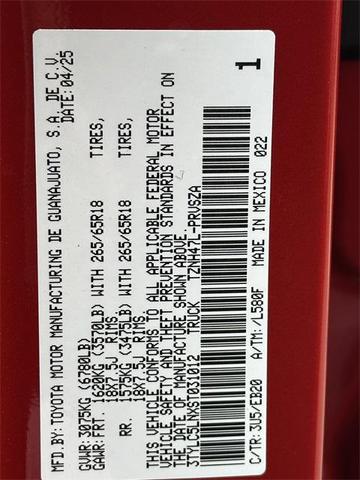 MFD.BY: TOYOTA MOTOR MANUFACTURING DE GUANAJUATO, S.A. DE C.V.
DATE: 04/25
GVWR: 3075KG (6780LB)
GAWR: FRT. 1620KG (3570LB) WITH 265/65R18 TIRES,
18X7.5J RIMS.
RR. 1575KG (3475LB) WITH 265/65R18 TIRES,
18X7.5J RIMS.
THIS VEHICLE CONFORMS TO ALL APPLICABLE FEDERAL MOTOR
VEHICLE SAFETY AND THEFT PREVENTION STANDARDS IN EFFECT ON
THE DATE OF MANUFACTURE SHOWN ABOVE.
3TYLC5LNXST031012 TRUCK TZNH47L-PRVSZA
C/TR: 3U5/EB20 A/TM: /L580F MADE IN MEXICO 022
1